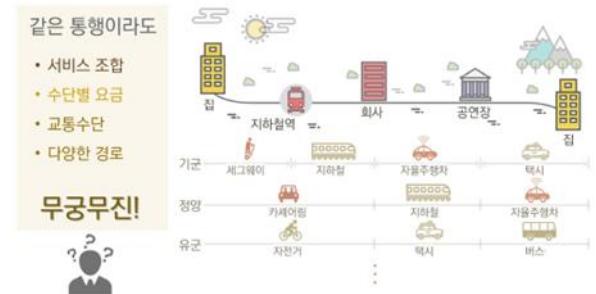 같은 통행이라도
• 서비스 조합
• 수단별 요금
• 교통수단
• 다양한 경로
무궁무진!
? ? ?
집
지하철역
회사
공연장
집
기군 세그웨이 지하철 자율주행차 택시
정양 카셰어링 지하철 자율주행차
유군 자전거 택시 버스